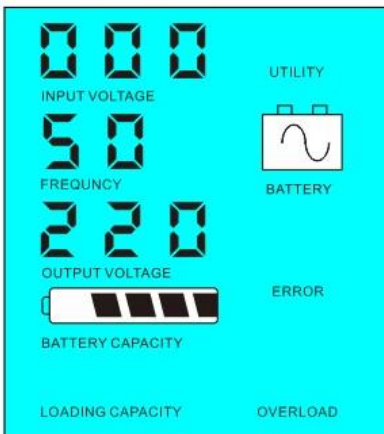 000
UTILITY
INPUT VOLTAGE
50
FREQUNCY
BATTERY
220
OUTPUT VOLTAGE
ERROR
BATTERY CAPACITY
LOADING CAPACITY
OVERLOAD